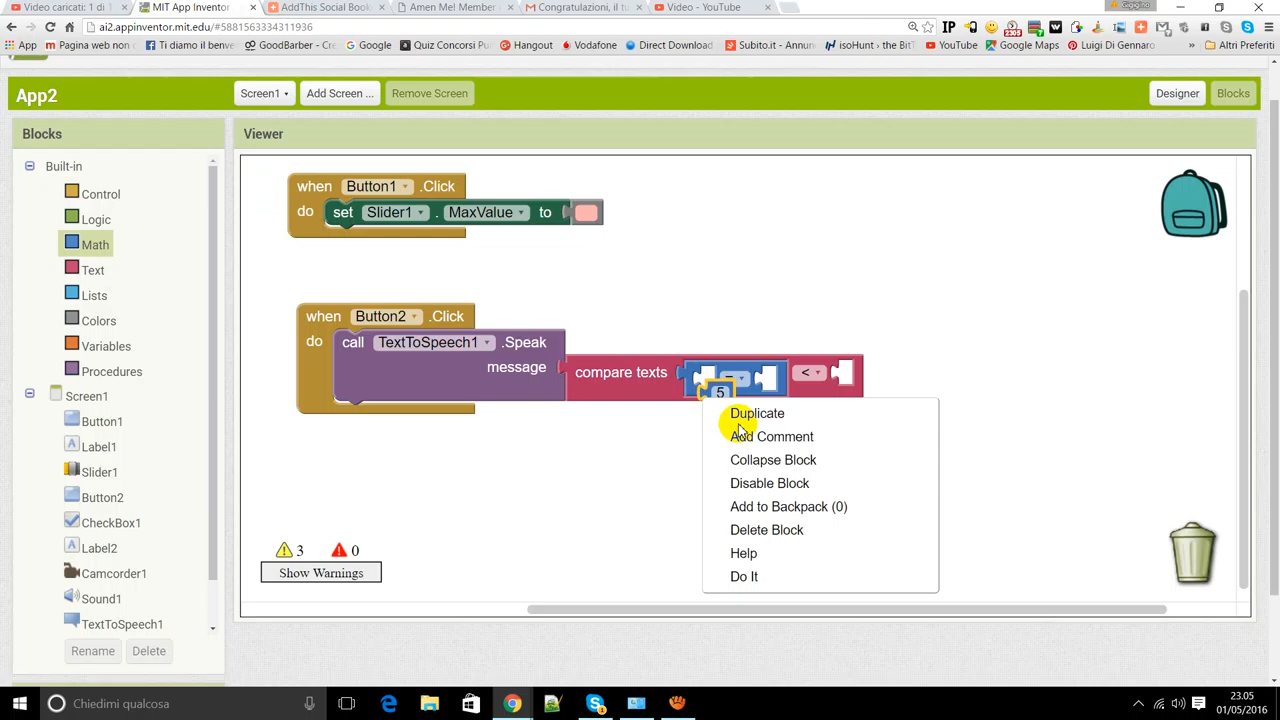 Video caricati: 1 di 1
MIT App Inventor
AddThis Social Book
Amen Me! Member
Congratulazioni, il tu
Video - YouTube
Gigigino
ai2.appinventor.mit.edu/#5881563334311936
IP
2305
App
Pagina web non
Ti diamo il benve
GoodBarber - Cre
Google
Quiz Concorsi Pu
Hangout
Vodafone
Direct Download
Subito.it - Annun
isoHunt , the BitT
YouTube
Google Maps
Luigi Di Gennaro
»
Altri Preferiti
App2
Screen1
Add Screen ...
Remove Screen
Designer
Blocks
Blocks
Viewer
Built-in
Control
Logic
Math
Text
Lists
Colors
Variables
Procedures
Screen1
Button1
Label1
Slider1
Button2
CheckBox1
Label2
Camcorder1
Sound1
TextToSpeech1
Rename
Delete
when Button1 .Click
do set Slider1 . MaxValue to
when Button2 .Click
do call TextToSpeech1 .Speak
message compare texts = <
5
Duplicate
Add Comment
Collapse Block
Disable Block
Add to Backpack (0)
Delete Block
Help
Do It
3 0
Show Warnings
Chiedimi qualcosa
23.05
01/05/2016